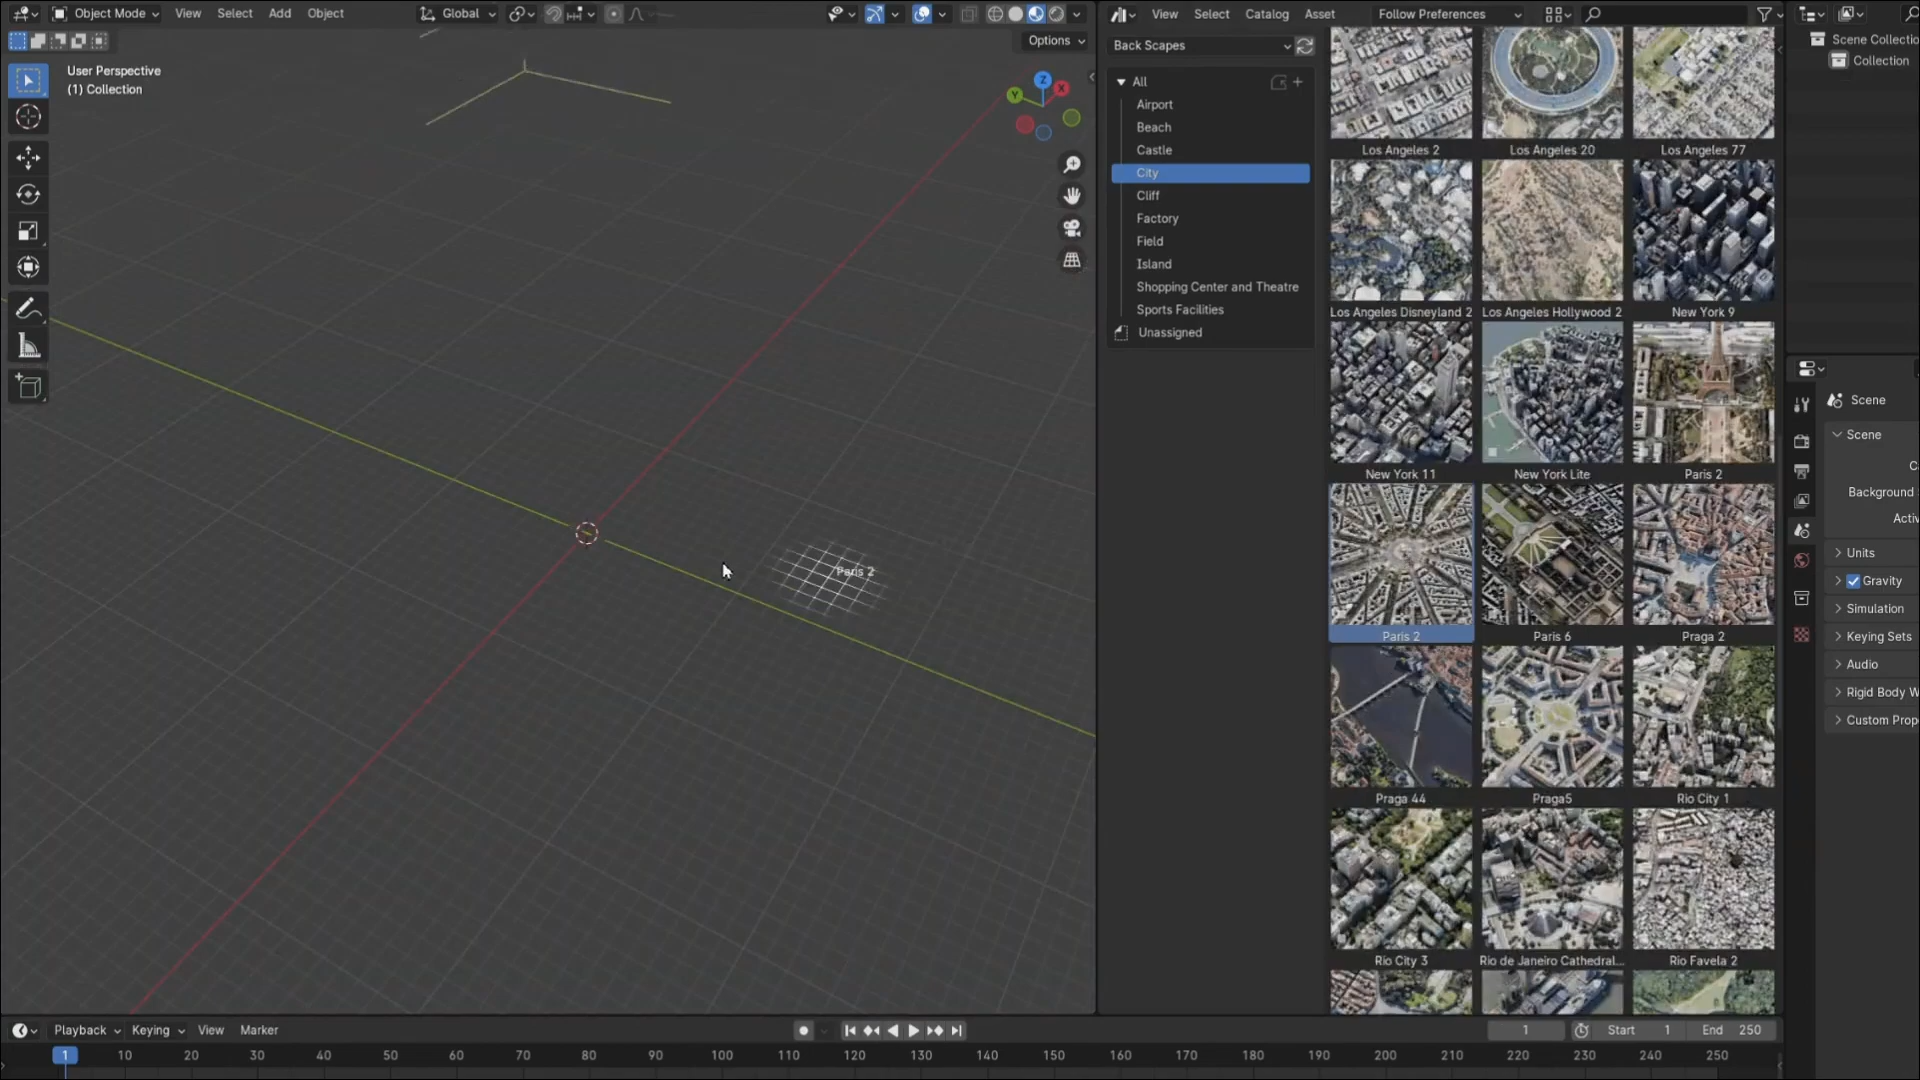 Object Mode View Select Add Object Global
View Select Catalog Asset Follow Preferences
Options
Back Scapes
Scene Collectio
Collection
User Perspective
(1) Collection
Z
Y
X
All
Airport
Beach
Castle
City
Cliff
Factory
Field
Island
Shopping Center and Theatre
Sports Facilities
Unassigned
Los Angeles 2 Los Angeles 20 Los Angeles 77
Los Angeles Disneyland 2 Los Angeles Hollywood 2 New York 9
New York 11 New York Lite Paris 2
Paris 2 Paris 6 Praga 2
Praga 44 Praga5 Rio City 1
Rio City 3 Rio de Janeiro Cathedral... Rio Favela 2
Paris 2
Scene
Scene
C
Background
Activ
Units
Gravity
Simulation
Keying Sets
Audio
Rigid Body W
Custom Prop
Playback Keying View Marker 1 Start 1 End 250
1 10 20 30 40 50 60 70 80 90 100 110 120 130 140 150 160 170 180 190 200 210 220 230 240 250